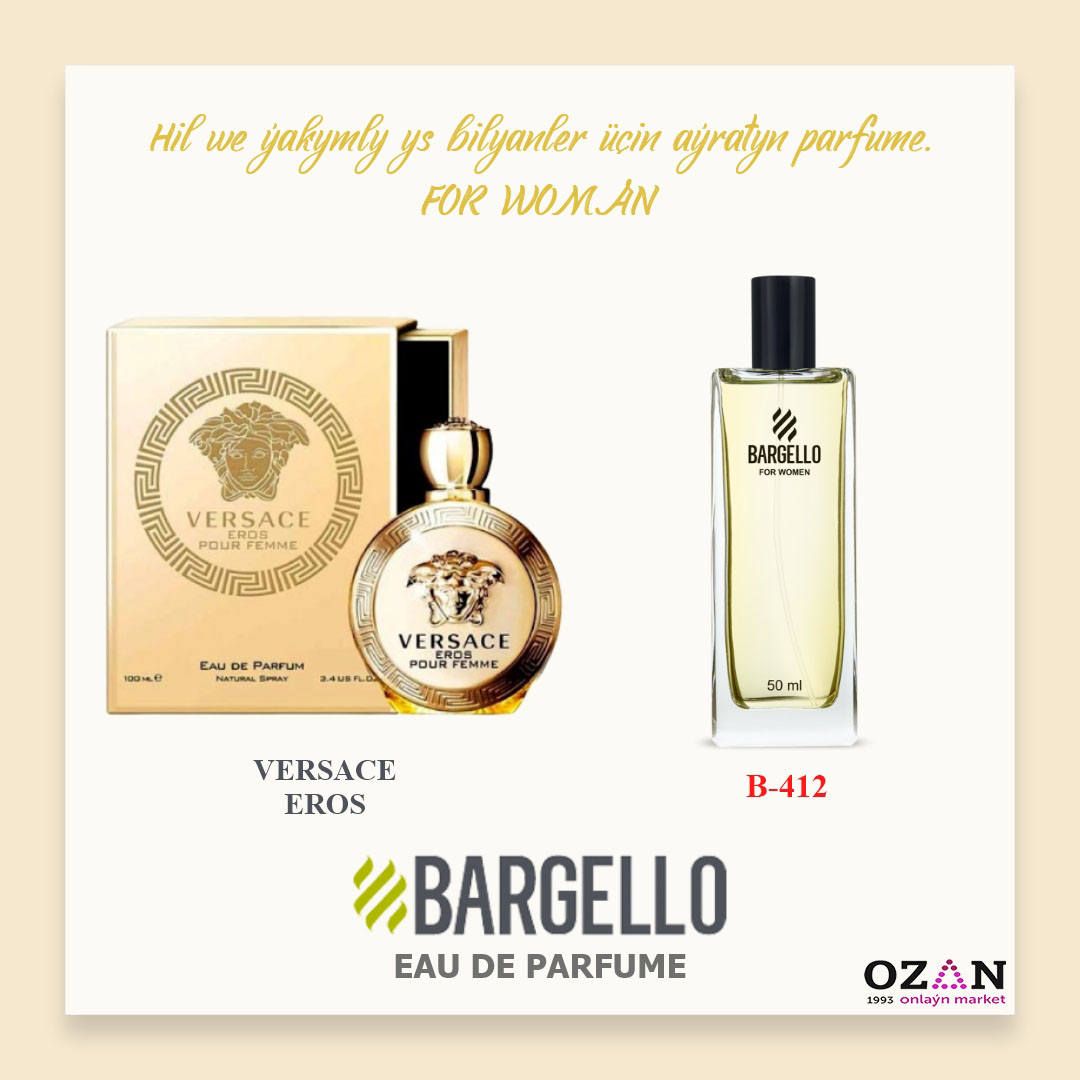 Hil we ýakymly ys bilyanler üçin aýratyn parfume.
FOR WOMAN
VERSACE
EROS
POUR FEMME
EAU DE PARFUM
NATURAL SPRAY
100 ML e
3.4 US FL.OZ
VERSACE
EROS
POUR FEMME
BARGELLO
FOR WOMEN
50 ml
VERSACE
EROS
B-412
BARGELLO
EAU DE PARFUME
OZAN
1993 onlaýn market